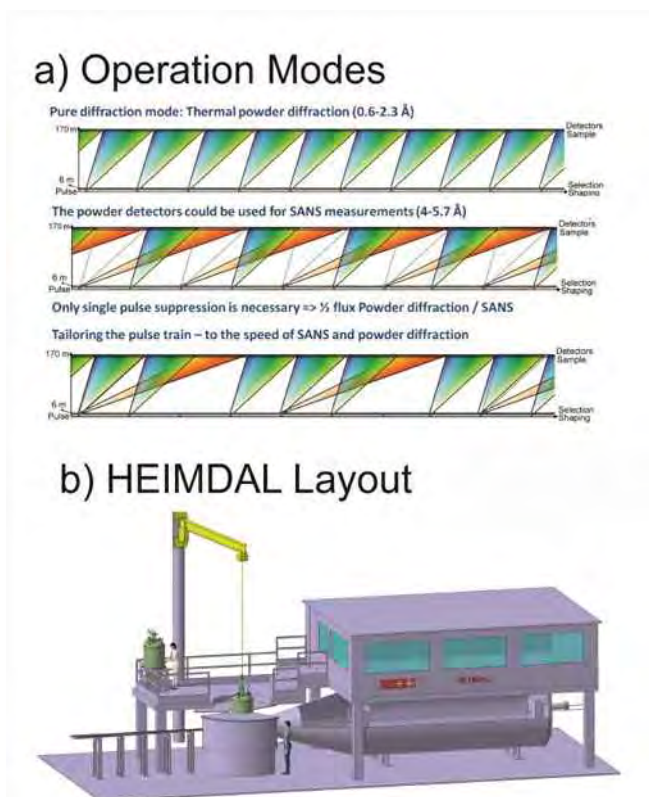 a) Operation Modes
Pure diffraction mode: Thermal powder diffraction (0.6-2.3 Å)
170 m
Detectors
Sample
6 m
Pulse
Selection
Shaping
The powder detectors could be used for SANS measurements (4-5.7 Å)
170 m
Detectors
Sample
6 m
Pulse
Selection
Shaping
Only single pulse suppression is necessary => ½ flux Powder diffraction / SANS
Tailoring the pulse train – to the speed of SANS and powder diffraction
170 m
Detectors
Sample
6 m
Pulse
Selection
Shaping
b) HEIMDAL Layout